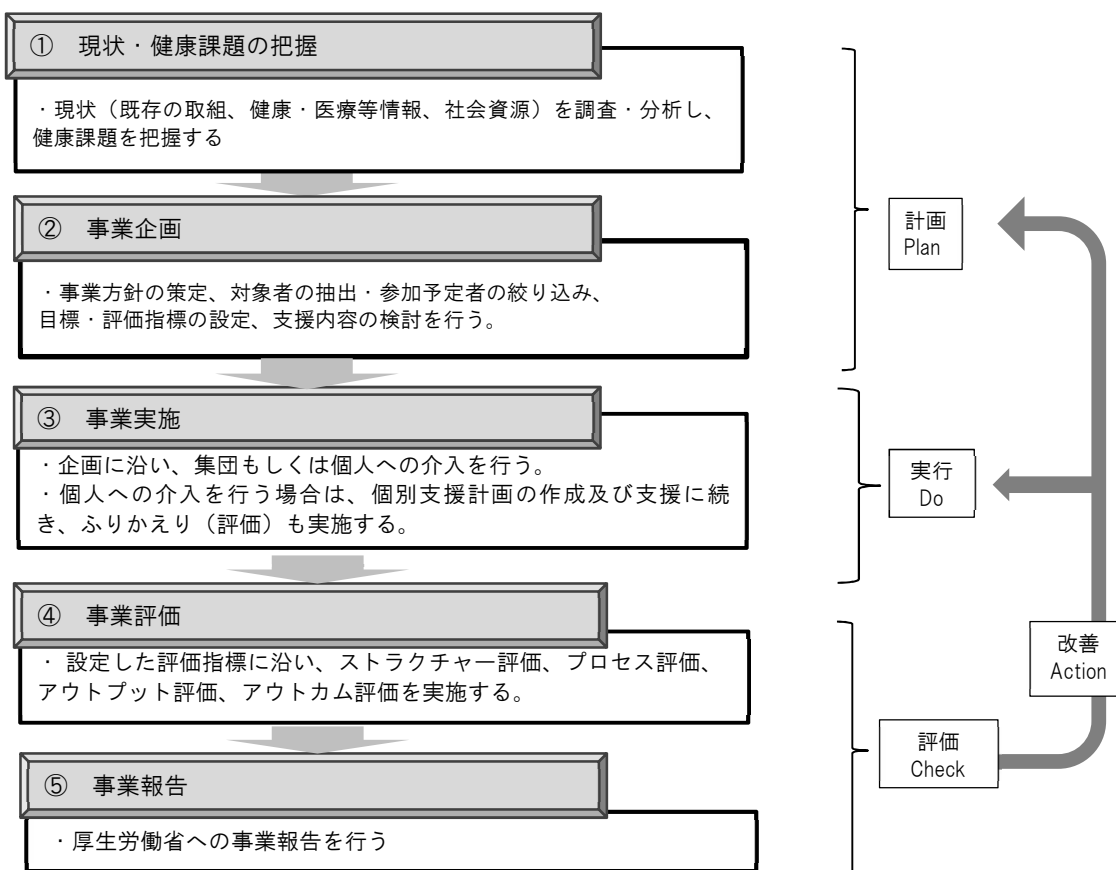 ① 現状・健康課題の把握
・現状（既存の取組、健康・医療等情報、社会資源）を調査・分析し、
健康課題を把握する
② 事業企画
・事業方針の策定、対象者の抽出・参加予定者の絞り込み、
目標・評価指標の設定、支援内容の検討を行う。
計画
Plan
③ 事業実施
・企画に沿い、集団もしくは個人への介入を行う。
・個人への介入を行う場合は、個別支援計画の作成及び支援に続
き、ふりかえり（評価）も実施する。
実行
Do
④ 事業評価
・ 設定した評価指標に沿い、ストラクチャー評価、プロセス評価、
アウトプット評価、アウトカム評価を実施する。
改善
Action
評価
Check
⑤ 事業報告
・厚生労働省への事業報告を行う